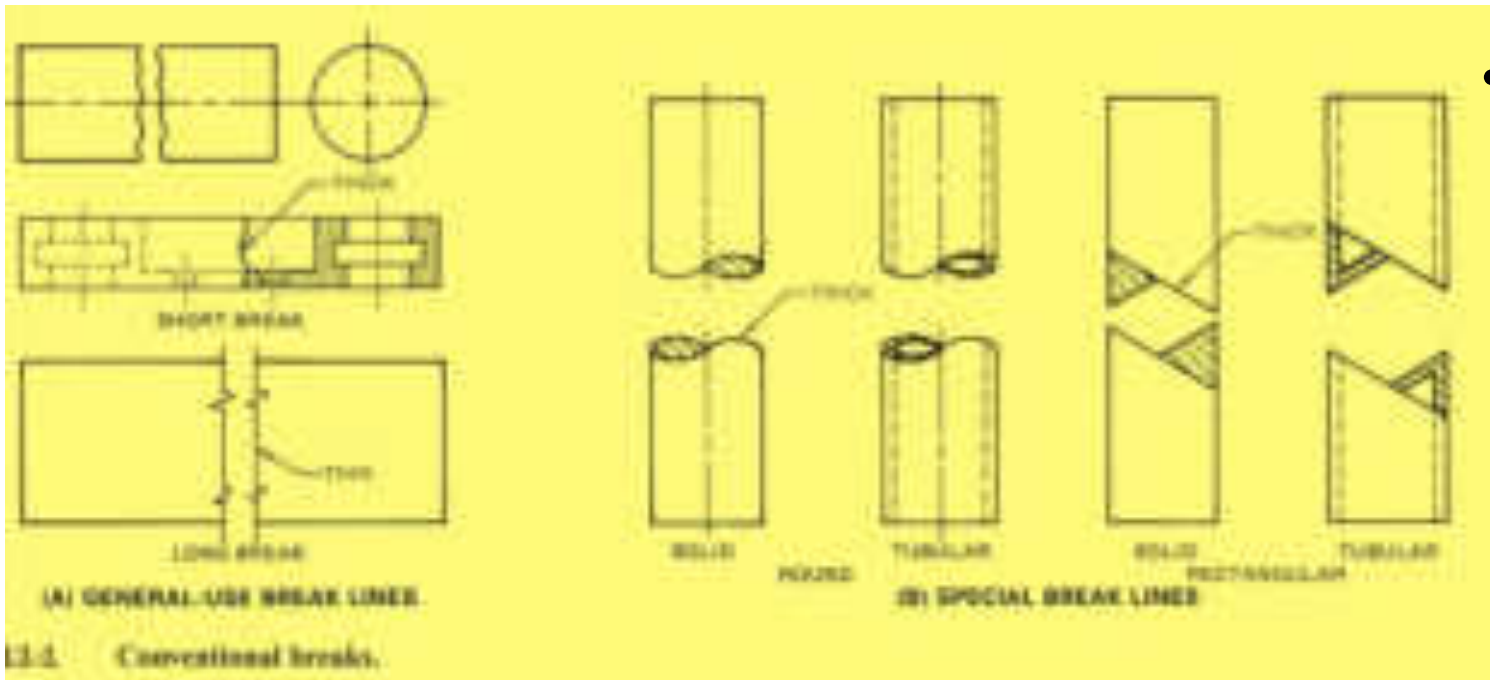 THICK
SHORT BREAK
THIN
LONG BREAK
(A) GENERAL-USE BREAK LINES
THICK
THICK
SOLID
TUBULAR
ROUND
SOLID
TUBULAR
RECTANGULAR
(B) SPECIAL BREAK LINES
Conventional breaks.